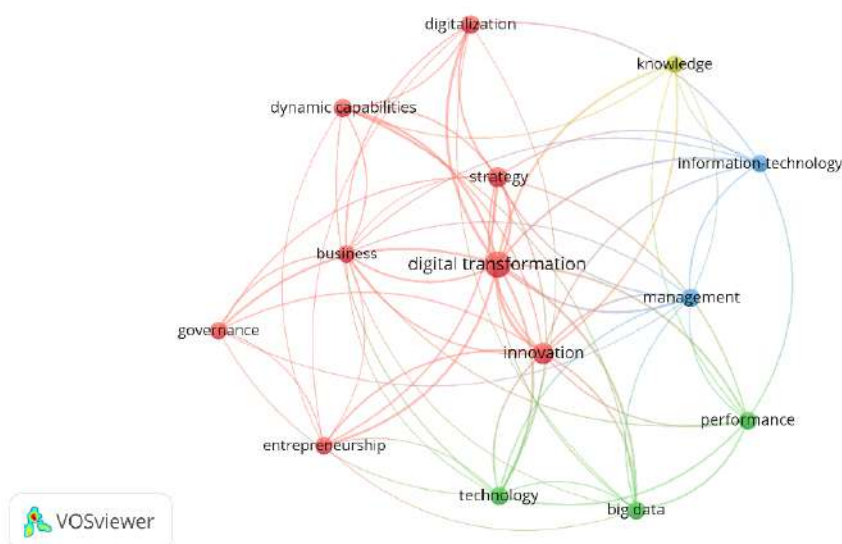 digitalization
knowledge
dynamic capabilities
information-technology
strategy
business
digital transformation
management
governance
innovation
performance
entrepreneurship
technology
big data
VOSviewer